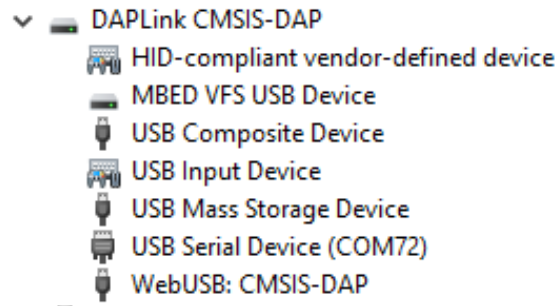 DAPLink CMSIS-DAP
HID-compliant vendor-defined device
MBED VFS USB Device
USB Composite Device
USB Input Device
USB Mass Storage Device
USB Serial Device (COM72)
WebUSB: CMSIS-DAP